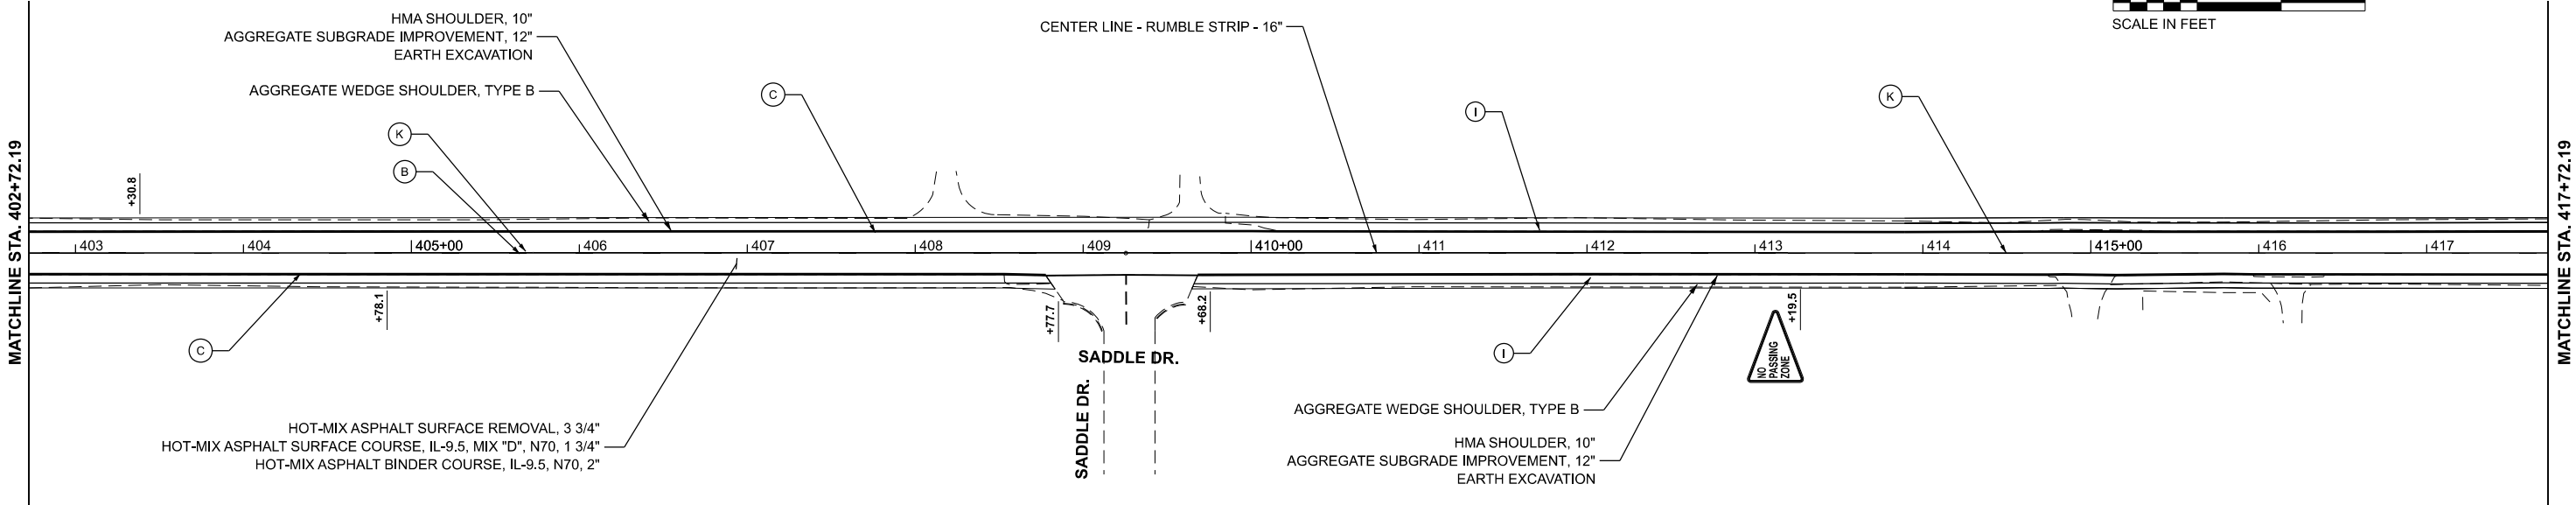 HMA SHOULDER, 10"
AGGREGATE SUBGRADE IMPROVEMENT, 12"
EARTH EXCAVATION
AGGREGATE WEDGE SHOULDER, TYPE B
CENTER LINE - RUMBLE STRIP - 16"
SCALE IN FEET
C
I
K
K
B
MATCHLINE STA. 402+72.19
MATCHLINE STA. 417+72.19
+30.8
403
404
405+00
406
407
408
409
410+00
411
412
413
414
415+00
416
417
+78.1
+77.7
+68.2
+19.5
NO
PASSING
ZONE
C
I
SADDLE DR.
SADDLE DR.
HOT-MIX ASPHALT SURFACE REMOVAL, 3 3/4"
HOT-MIX ASPHALT SURFACE COURSE, IL-9.5, MIX "D", N70, 1 3/4"
HOT-MIX ASPHALT BINDER COURSE, IL-9.5, N70, 2"
AGGREGATE WEDGE SHOULDER, TYPE B
HMA SHOULDER, 10"
AGGREGATE SUBGRADE IMPROVEMENT, 12"
EARTH EXCAVATION